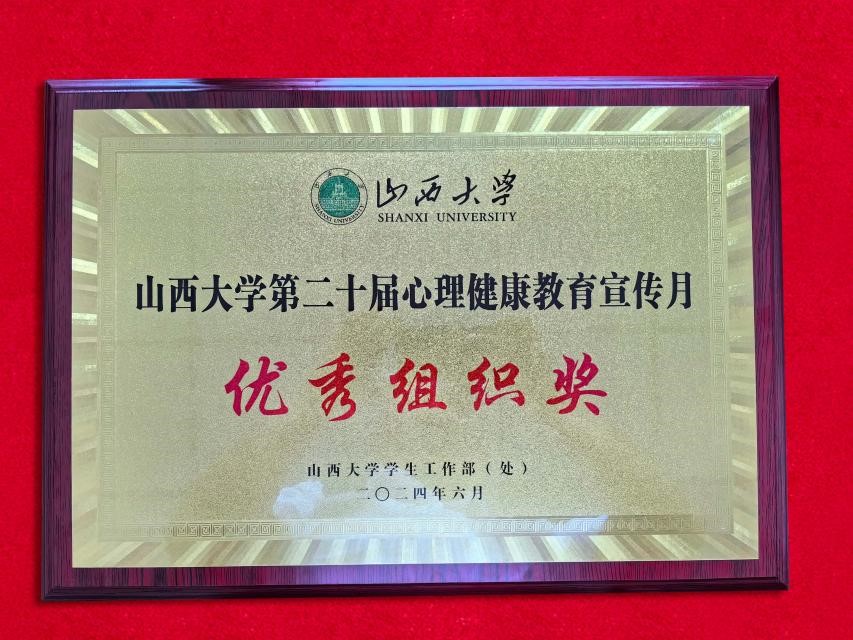 山西大学
SHANXI UNIVERSITY
SHANXI UNIVERSITY
山西大学第二十届心理健康教育宣传月
优秀组织奖
山西大学学生工作部（处）
二〇二四年六月